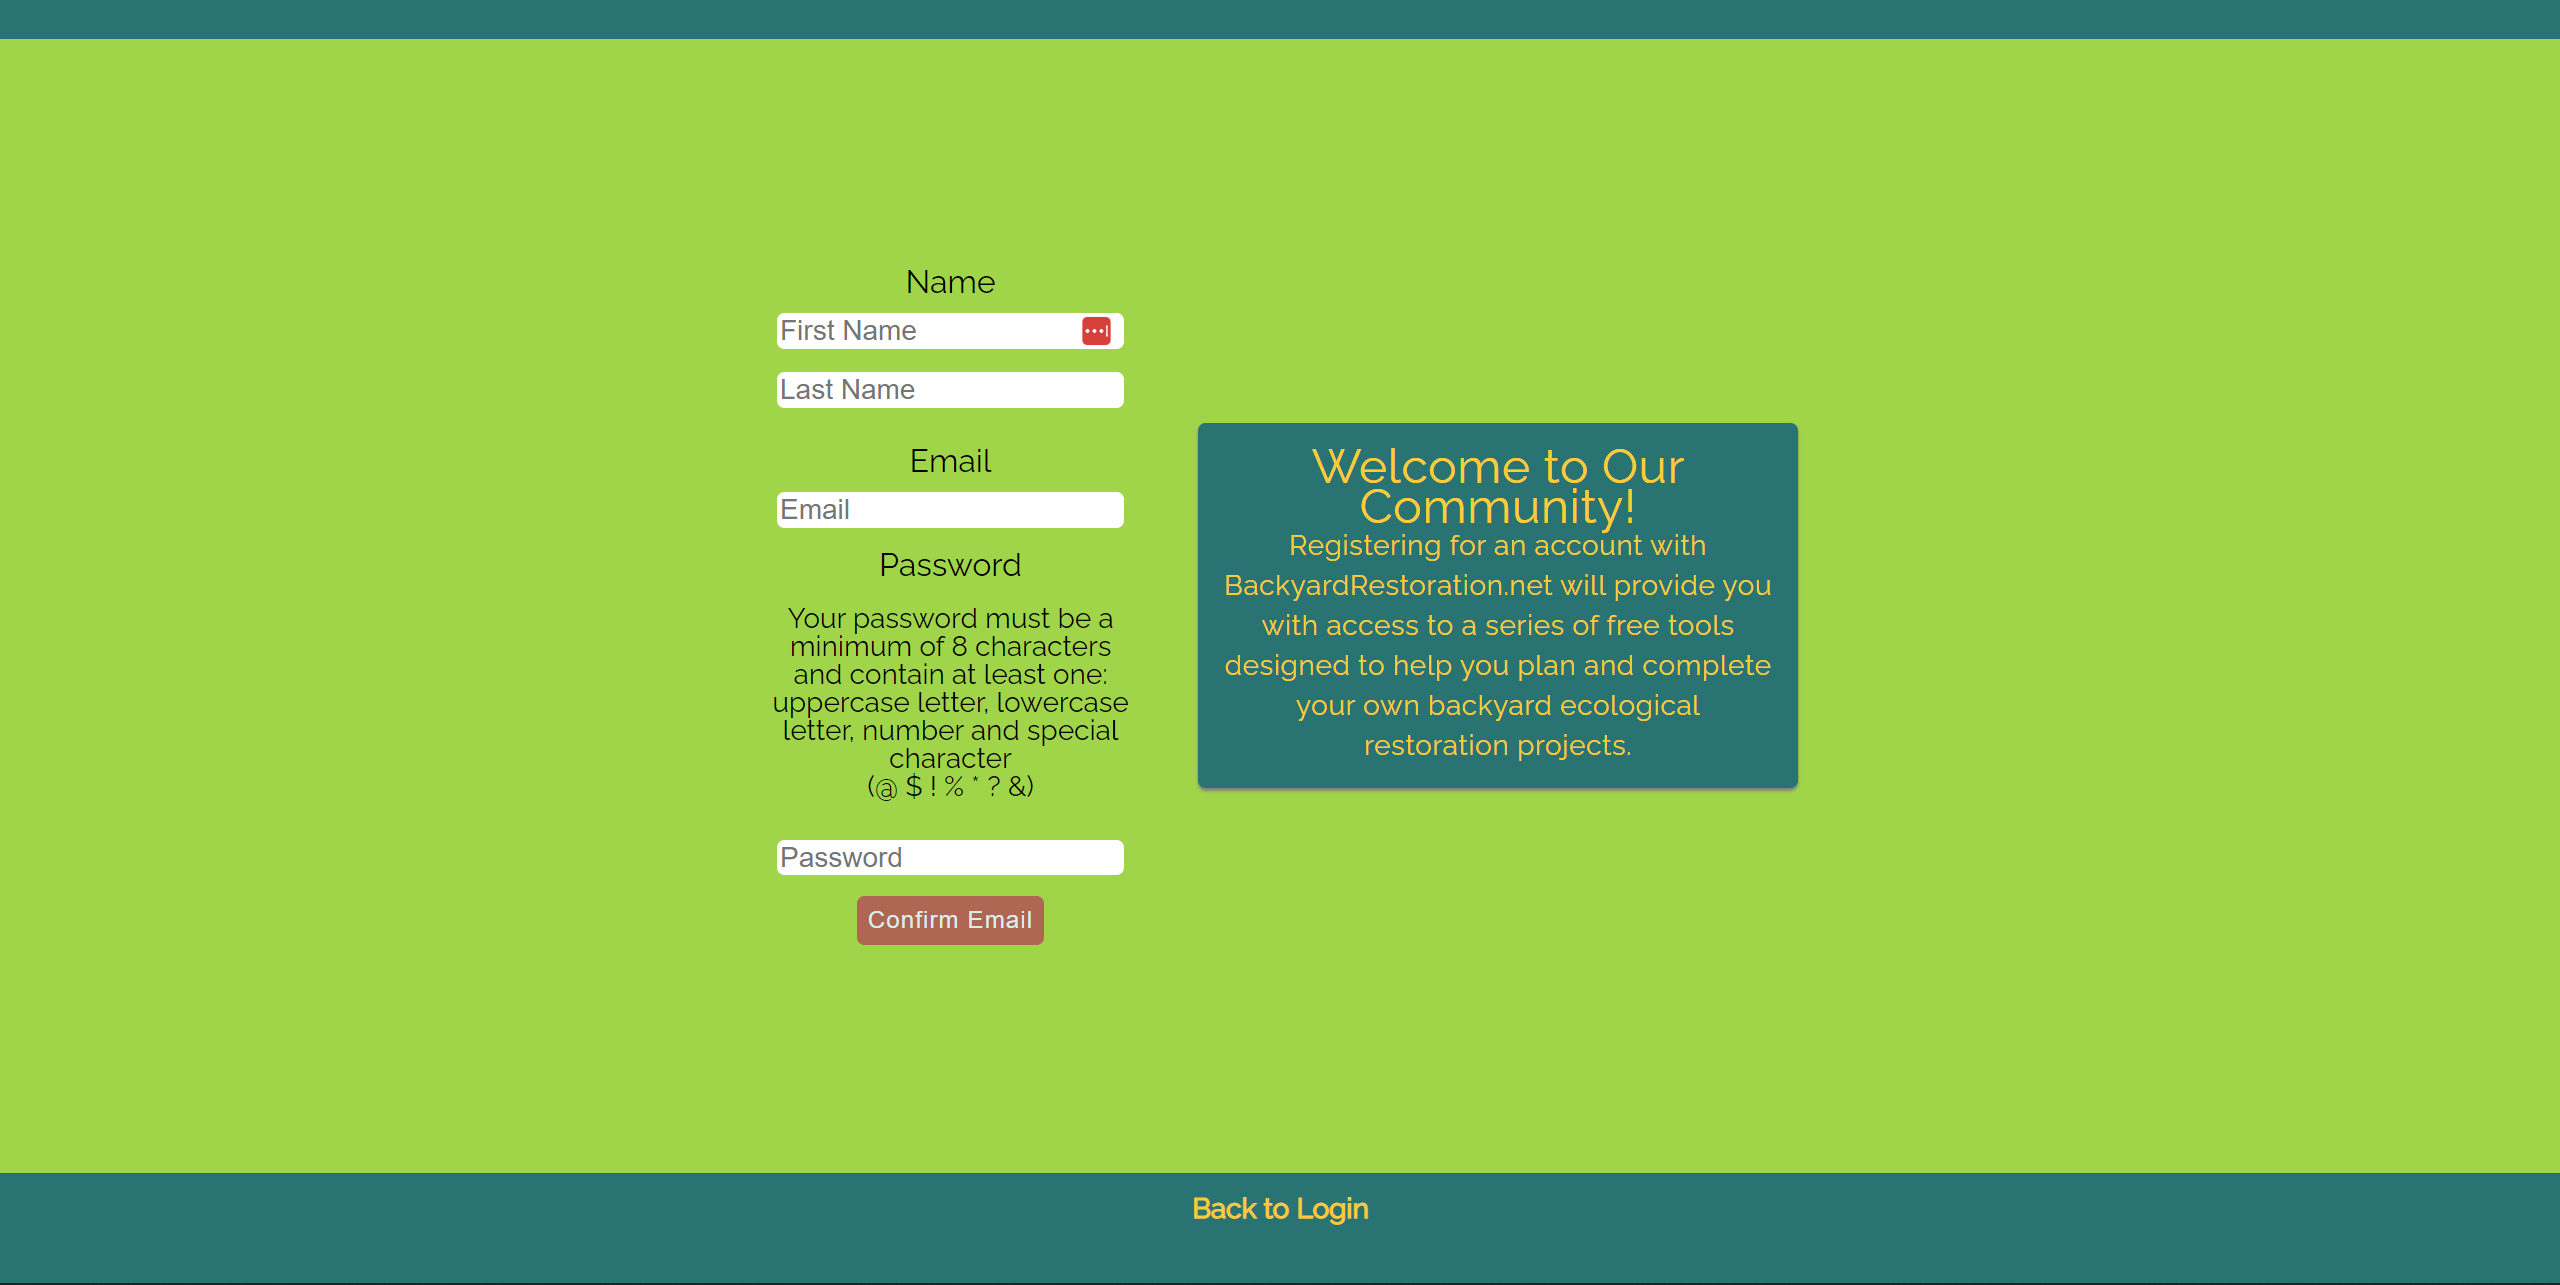 Name
First Name
Last Name
Email
Email
Password
Your password must be a
minimum of 8 characters
and contain at least one:
uppercase letter, lowercase
letter, number and special
character
(@ $ ! % * ? &)
Password
Confirm Email
Welcome to Our
Community!
Registering for an account with
BackyardRestoration.net will provide you
with access to a series of free tools
designed to help you plan and complete
your own backyard ecological
restoration projects.
Back to Login